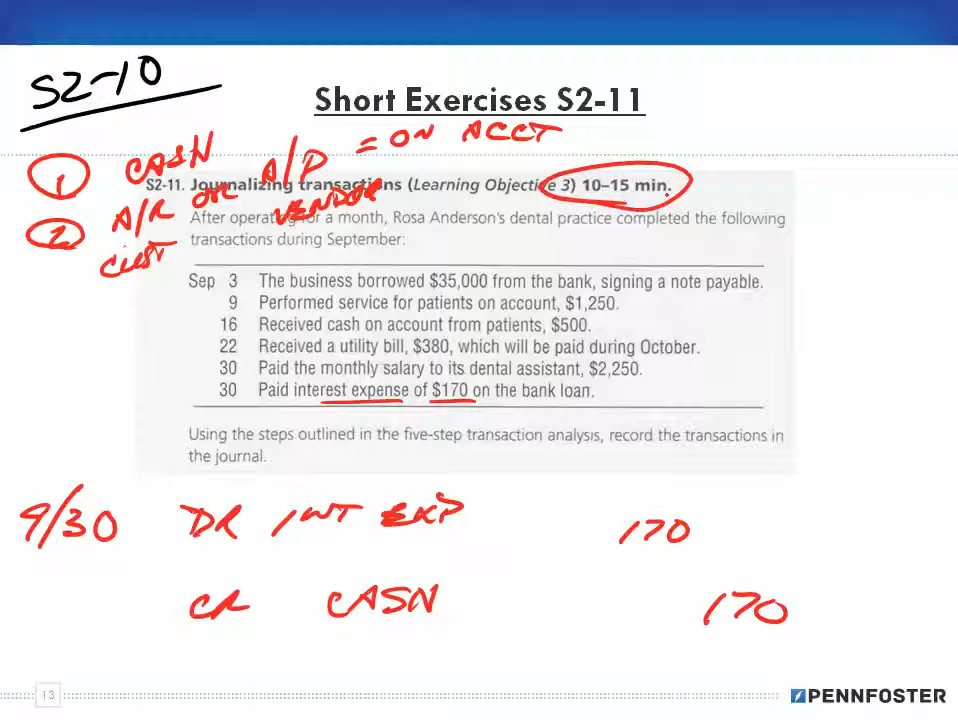 S2-10
Short Exercises S2-11
1 CASH
2 A/R OR A/P = ON ACCT
CUST VENDOR
S2-11. Journalizing transactions (Learning Objective 3) 10–15 min.
After operating for a month, Rosa Anderson's dental practice completed the following
transactions during September:
Sep 3 The business borrowed $35,000 from the bank, signing a note payable.
9 Performed service for patients on account, $1,250.
16 Received cash on account from patients, $500.
22 Received a utility bill, $380, which will be paid during October.
30 Paid the monthly salary to its dental assistant, $2,250.
30 Paid interest expense of $170 on the bank loan.
Using the steps outlined in the five-step transaction analysis, record the transactions in
the journal.
9/30 DR INT EXP 170
CR CASH 170
13
PENNFOSTER